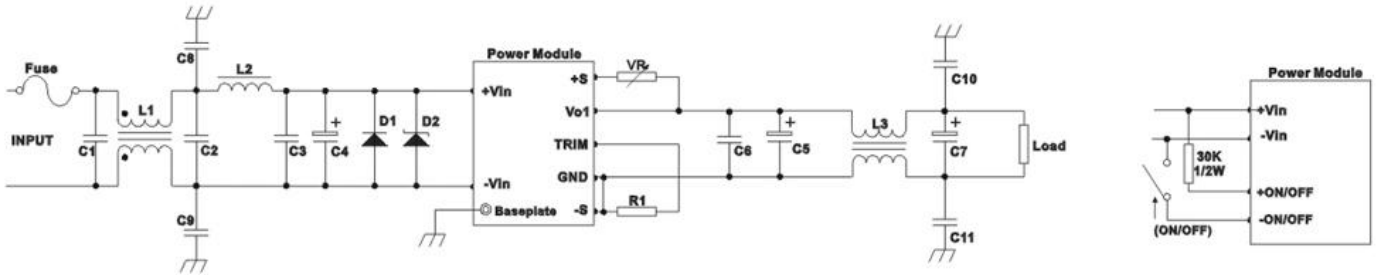 Fuse
INPUT
C1
L1
C8
C2
C9
L2
C3
+
C4
D1
D2
Power Module
+Vin
-Vin
Baseplate
+S
Vo1
TRIM
GND
-S
VR
R1
C6
+
C5
L3
C10
+
C7
C11
Load
Power Module
+Vin
-Vin
30K
1/2W
+ON/OFF
-ON/OFF
(ON/OFF)